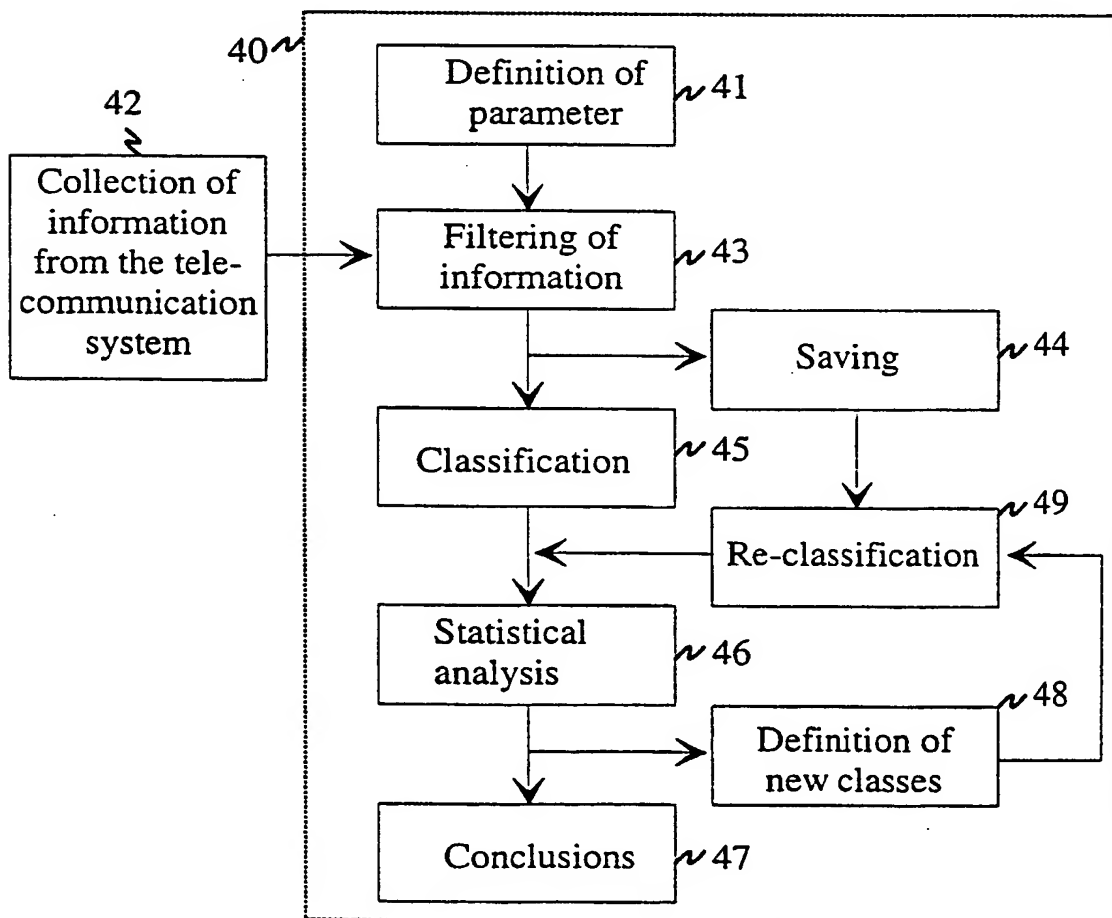 40
Definition of
parameter
41
42
Collection of
information
from the tele-
communication
system
Filtering of
information
43
Saving
44
Classification
45
49
Re-classification
Statistical
analysis
46
48
Definition of
new classes
Conclusions
47